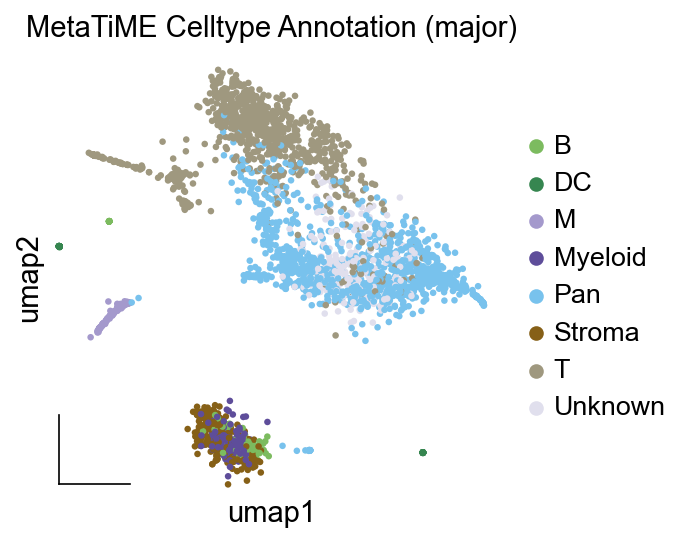 MetaTiME Celltype Annotation (major)
B
DC
M
Myeloid
Pan
Stroma
T
Unknown
umap2
umap1